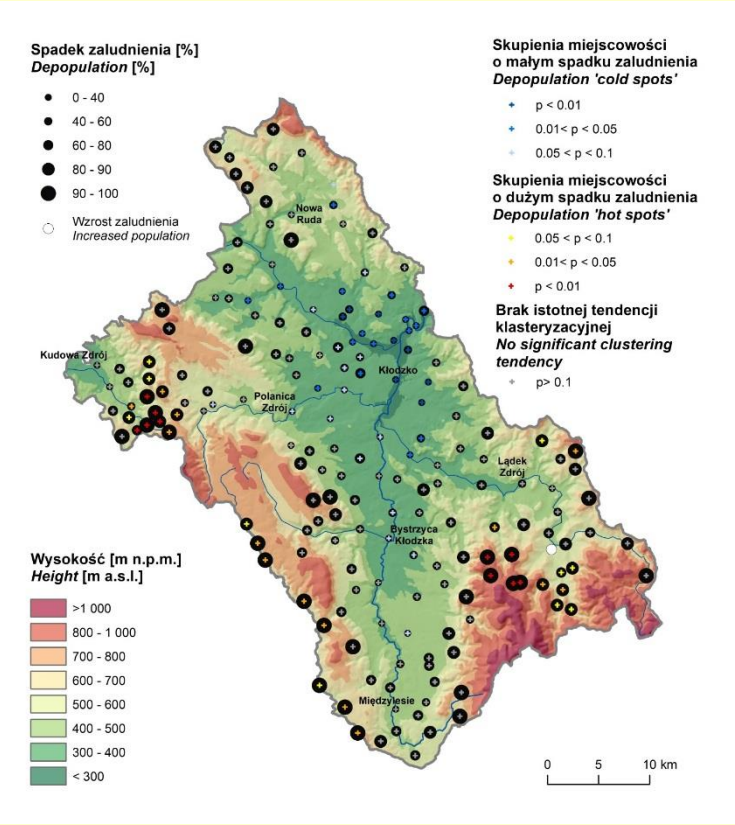 Spadek zaludnienia [%]
Depopulation [%]
0 - 40
40 - 60
60 - 80
80 - 90
90 - 100
Wzrost zaludnienia
Increased population
Skupienia miejscowości
o małym spadku zaludnienia
Depopulation 'cold spots'
p < 0.01
0.01< p < 0.05
0.05 < p < 0.1
Skupienia miejscowości
o dużym spadku zaludnienia
Depopulation 'hot spots'
0.05 < p < 0.1
0.01< p < 0.05
p < 0.01
Brak istotnej tendencji
klasteryzacyjnej
No significant clustering
tendency
p> 0.1
Nowa
Ruda
Kudowa Zdrój
Kłodzko
Polanica
Zdrój
Lądek
Zdrój
Bystrzyca
Kłodzka
Międzylesie
Wysokość [m n.p.m.]
Height [m a.s.l.]
>1 000
800 - 1 000
700 - 800
600 - 700
500 - 600
400 - 500
300 - 400
< 300
0 5 10 km